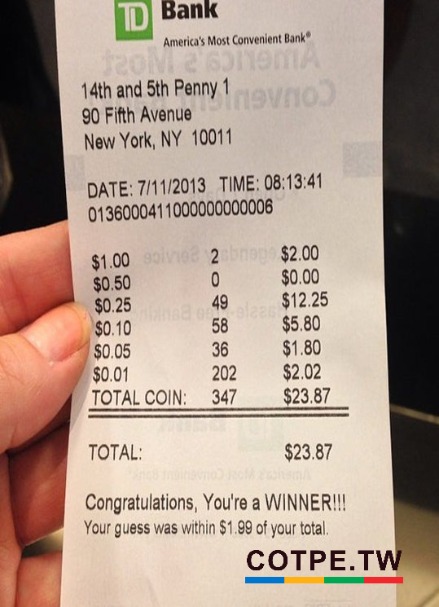 TD Bank
America's Most Convenient Bank®
14th and 5th Penny 1
90 Fifth Avenue
New York, NY 10011
DATE: 7/11/2013 TIME: 08:13:41
0136000411000000000006
$1.00 2 $2.00
$0.50 0 $0.00
$0.25 49 $12.25
$0.10 58 $5.80
$0.05 36 $1.80
$0.01 202 $2.02
TOTAL COIN: 347 $23.87
TOTAL: $23.87
Congratulations, You're a WINNER!!!
Your guess was within $1.99 of your total.
COTPE.TW